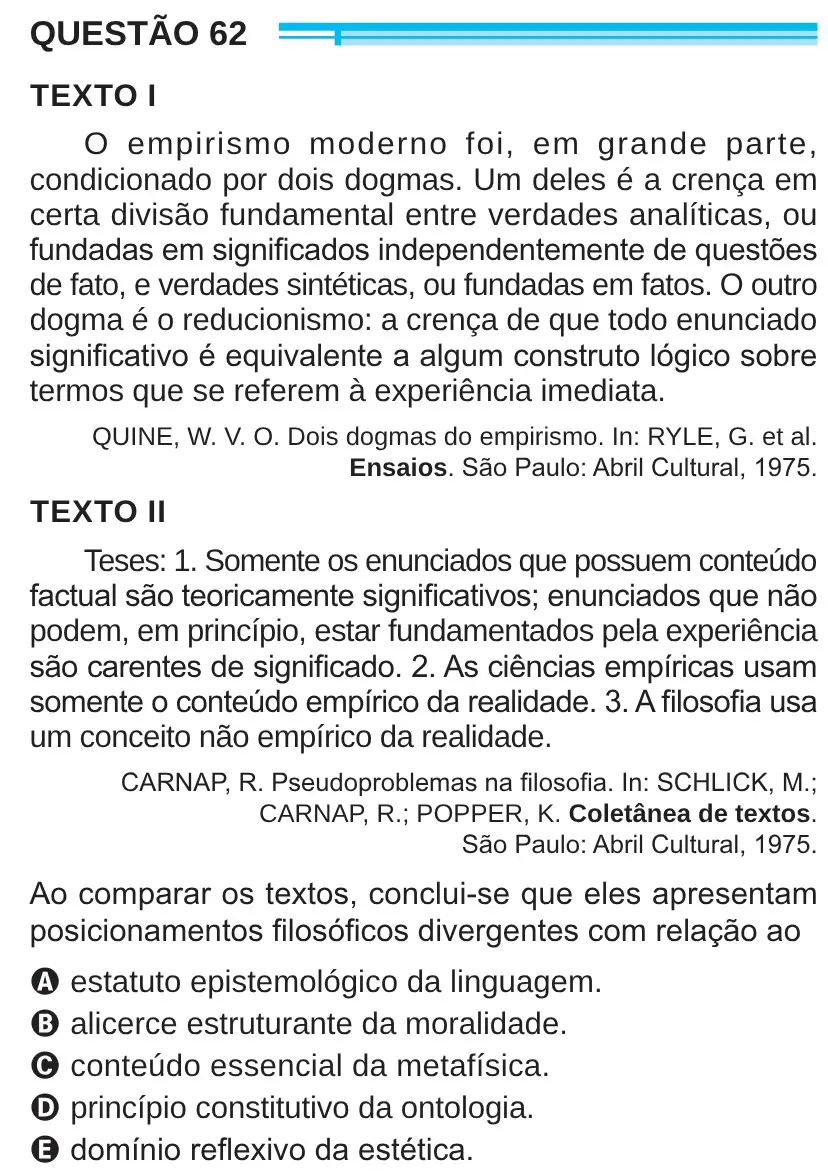 QUESTÃO 62
TEXTO I
O empirismo moderno foi, em grande parte,
condicionado por dois dogmas. Um deles é a crença em
certa divisão fundamental entre verdades analíticas, ou
fundadas em significados independentemente de questões
de fato, e verdades sintéticas, ou fundadas em fatos. O outro
dogma é o reducionismo: a crença de que todo enunciado
significativo é equivalente a algum construto lógico sobre
termos que se referem à experiência imediata.
QUINE, W. V. O. Dois dogmas do empirismo. In: RYLE, G. et al.
Ensaios. São Paulo: Abril Cultural, 1975.
TEXTO II
Teses: 1. Somente os enunciados que possuem conteúdo
factual são teoricamente significativos; enunciados que não
podem, em princípio, estar fundamentados pela experiência
são carentes de significado. 2. As ciências empíricas usam
somente o conteúdo empírico da realidade. 3. A filosofia usa
um conceito não empírico da realidade.
CARNAP, R. Pseudoproblemas na filosofia. In: SCHLICK, M.;
CARNAP, R.; POPPER, K. Coletânea de textos.
São Paulo: Abril Cultural, 1975.
Ao comparar os textos, conclui-se que eles apresentam
posicionamentos filosóficos divergentes com relação ao
A estatuto epistemológico da linguagem.
B alicerce estruturante da moralidade.
C conteúdo essencial da metafísica.
D princípio constitutivo da ontologia.
E domínio reflexivo da estética.